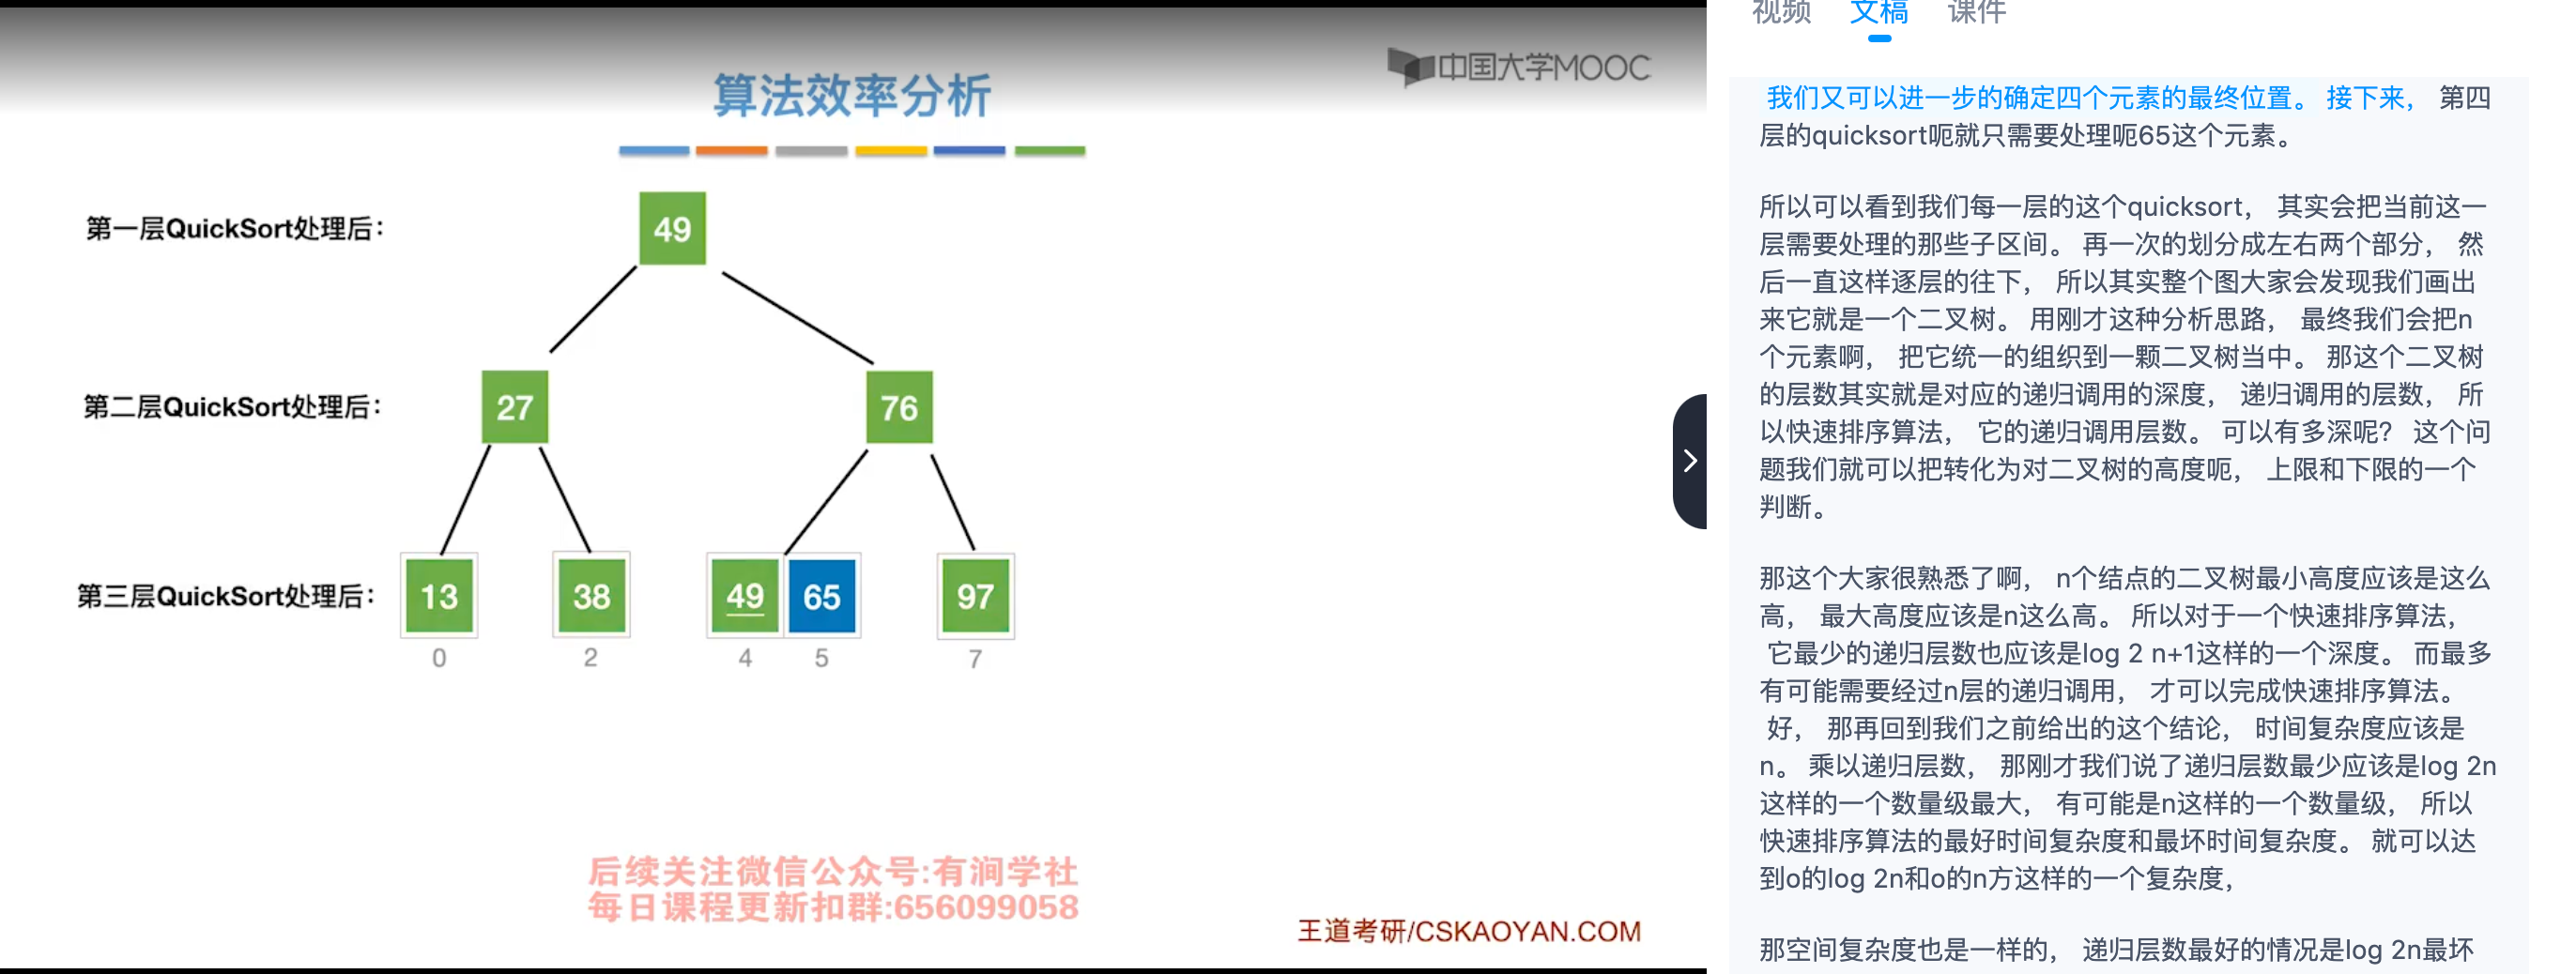 算法效率分析
中国大学MOOC
第一层QuickSort处理后：
49
第二层QuickSort处理后：
27
76
第三层QuickSort处理后：
13
38
49
65
97
0
2
4
5
7
后续关注微信公众号:有涧学社
每日课程更新扣群:656099058
王道考研/CSKAOYAN.COM
视频 文稿 课件
我们又可以进一步的确定四个元素的最终位置。 接下来， 第四
层的quicksort呃就只需要处理呃65这个元素。
所以可以看到我们每一层的这个quicksort， 其实会把当前这一
层需要处理的那些子区间。 再一次的划分成左右两个部分， 然
后一直这样逐层的往下， 所以其实整个图大家会发现我们画出
来它就是一个二叉树。 用刚才这种分析思路， 最终我们会把n
个元素啊， 把它统一的组织到一颗二叉树当中。 那这个二叉树
的层数其实就是对应的递归调用的深度， 递归调用的层数， 所
以快速排序算法， 它的递归调用层数。 可以有多深呢？ 这个问
题我们就可以把转化为对二叉树的高度呃， 上限和下限的一个
判断。
那这个大家很熟悉了啊， n个结点的二叉树最小高度应该是这么
高， 最大高度应该是n这么高。 所以对于一个快速排序算法，
它最少的递归层数也应该是log 2 n+1这样的一个深度。 而最多
有可能需要经过n层的递归调用， 才可以完成快速排序算法。
好， 那再回到我们之前给出的这个结论， 时间复杂度应该是
n。 乘以递归层数， 那刚才我们说了递归层数最少应该是log 2n
这样的一个数量级最大， 有可能是n这样的一个数量级， 所以
快速排序算法的最好时间复杂度和最坏时间复杂度。 就可以达
到o的log 2n和o的n方这样的一个复杂度，
那空间复杂度也是一样的， 递归层数最好的情况是log 2n最坏